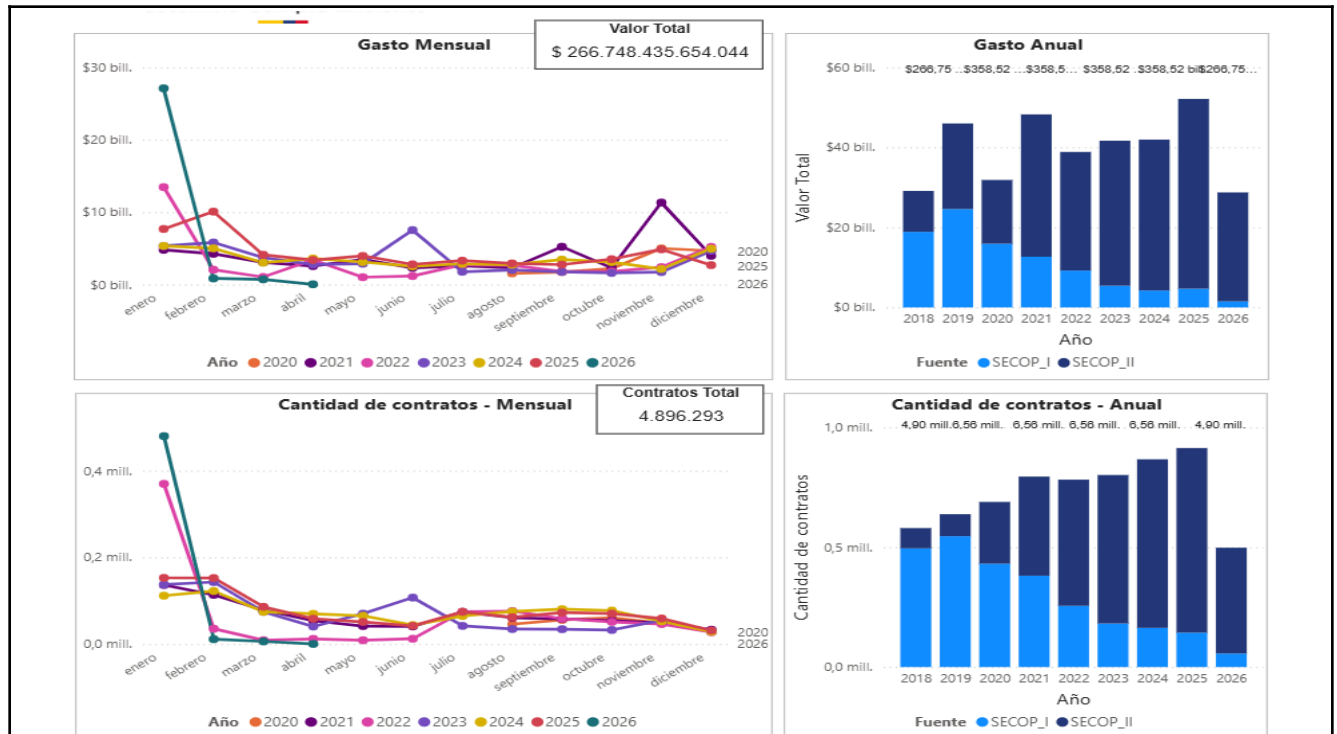 Gasto Mensual
Valor Total
$ 266.748.435.654.044
$30 bill.
$20 bill.
$10 bill.
$0 bill.
2020
2025
2026
enero
febrero
marzo
abril
mayo
junio
julio
agosto
septiembre
octubre
noviembre
diciembre
Año 2020 2021 2022 2023 2024 2025 2026
Gasto Anual
$266,75 ... $358,52 ... $358,5... $358,52 . $358,52 bill. $266,75...
$60 bill.
$40 bill.
$20 bill.
$0 bill.
Valor Total
2018 2019 2020 2021 2022 2023 2024 2025 2026
Año
Fuente SECOP_I SECOP_II
Cantidad de contratos - Mensual
Contratos Total
4.896.293
0,4 mill.
0,2 mill.
0,0 mill.
2020
2026
enero
febrero
marzo
abril
mayo
junio
julio
agosto
septiembre
octubre
noviembre
diciembre
Año 2020 2021 2022 2023 2024 2025 2026
Cantidad de contratos - Anual
4,90 mill. 6,56 mill. 6,56 mill. 6,56 mill. 6,56 mill. 4,90 mill.
1,0 mill.
0,5 mill.
0,0 mill.
Cantidad de contratos
2018 2019 2020 2021 2022 2023 2024 2025 2026
Año
Fuente SECOP_I SECOP_II